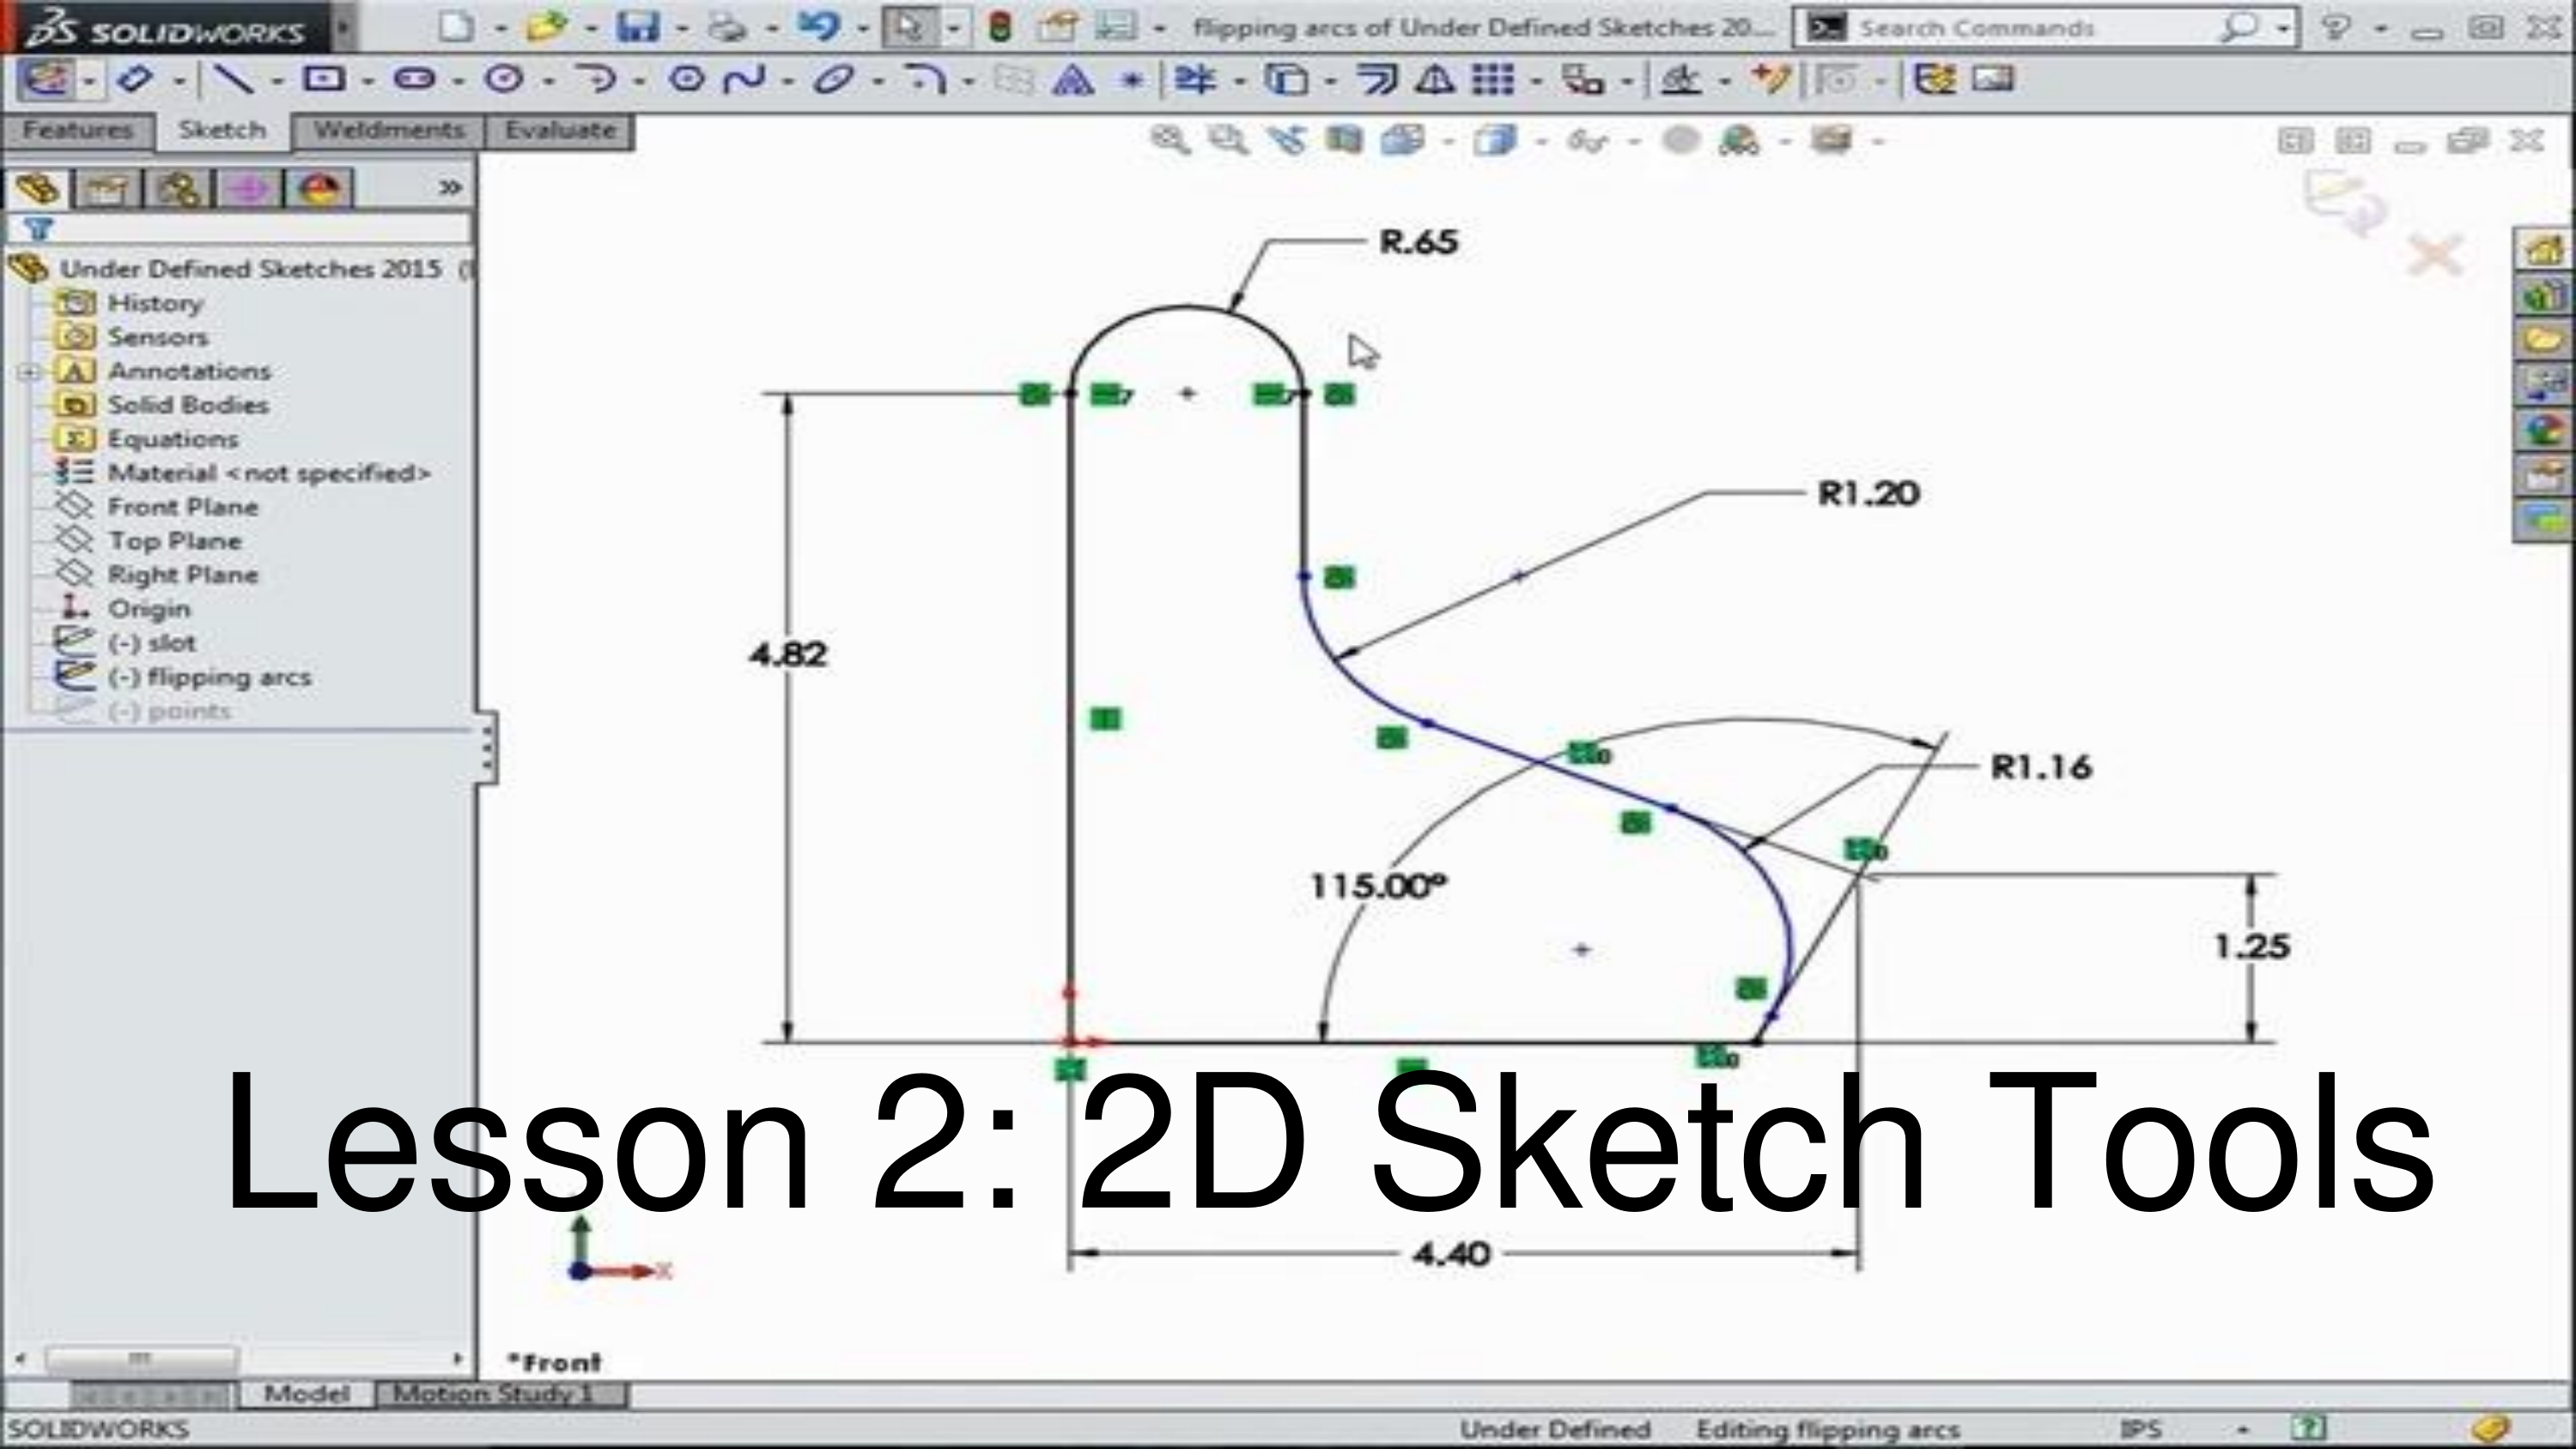 SOLIDWORKS
flipping arcs of Under Defined Sketches 20...
Search Commands
Features
Sketch
Weldments
Evaluate
Under Defined Sketches 2015 (
History
Sensors
Annotations
Solid Bodies
Equations
Material <not specified>
Front Plane
Top Plane
Right Plane
Origin
(-) slot
(-) flipping arcs
(-) points
R.65
R1.20
4.82
R1.16
115.00°
1.25
Lesson 2: 2D Sketch Tools
4.40
X
*Front
Model
Motion Study 1
SOLIDWORKS
Under Defined
Editing flipping arcs
IPS